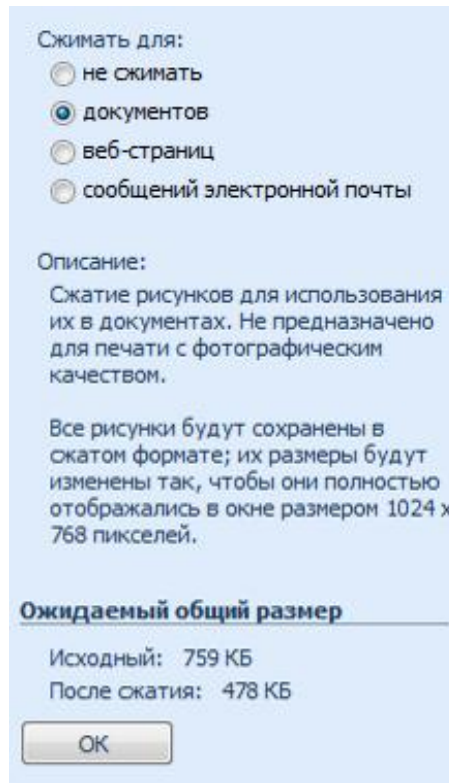 Сжимать для:
не сжимать
документов
веб-страниц
сообщений электронной почты
Описание:
Сжатие рисунков для использования
их в документах. Не предназначено
для печати с фотографическим
качеством.
Все рисунки будут сохранены в
сжатом формате; их размеры будут
изменены так, чтобы они полностью
отображались в окне размером 1024 x
768 пикселей.
Ожидаемый общий размер
Исходный: 759 КБ
После сжатия: 478 КБ
ОК